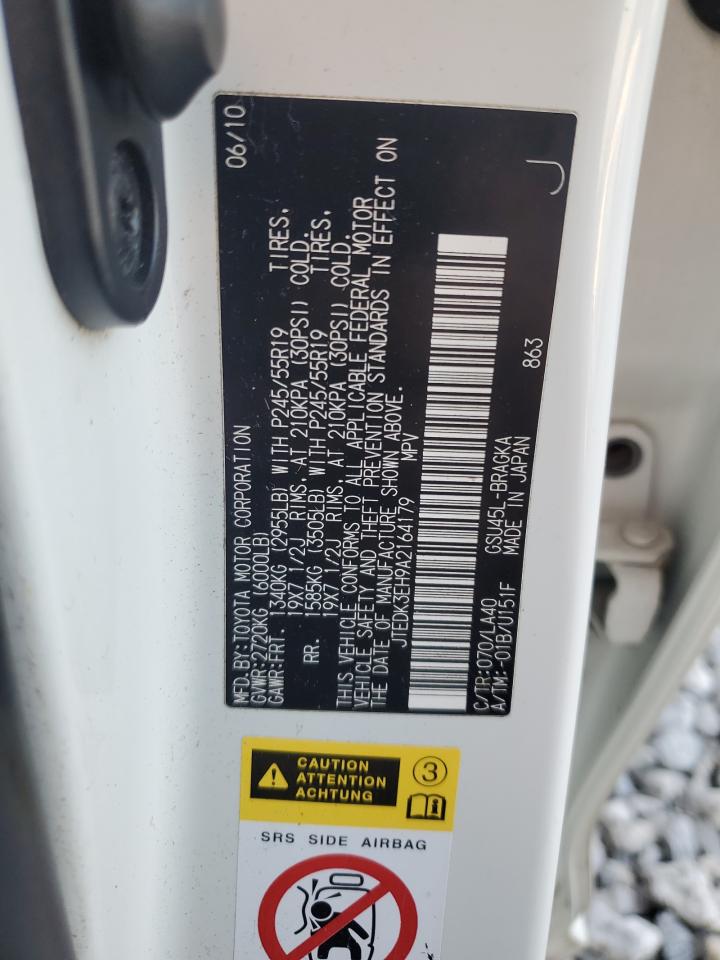 MFD.BY:TOYOTA MOTOR CORPORATION 06/10
GVWR:2720KG (6000LB)
GAWR:FRT. 1340KG (2955LB) WITH P245/55R19 TIRES,
19X7 1/2J RIMS, AT 210KPA (30PSI) COLD.
RR. 1585KG (3505LB) WITH P245/55R19 TIRES,
19X7 1/2J RIMS, AT 210KPA (30PSI) COLD.
THIS VEHICLE CONFORMS TO ALL APPLICABLE FEDERAL MOTOR
VEHICLE SAFETY AND THEFT PREVENTION STANDARDS IN EFFECT ON
THE DATE OF MANUFACTURE SHOWN ABOVE.
JTEDK3EH9A2164179 MPV
C/TR:070/LA40 GSU45L-BRAGKA 863
A/TM:-01B/U151F MADE IN JAPAN
J
CAUTION
ATTENTION
ACHTUNG
3
SRS SIDE AIRBAG